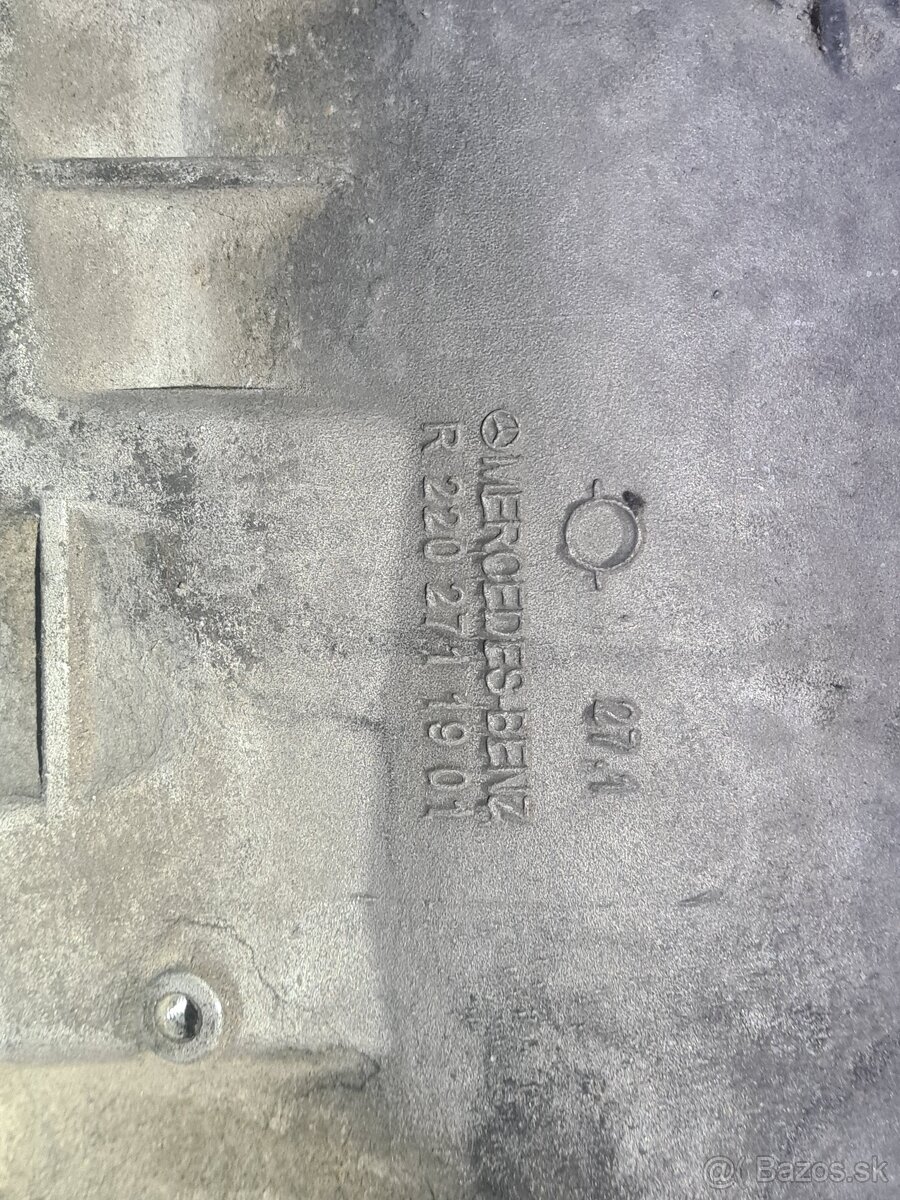 27.1
MERCEDES-BENZ
R 220 271 19 01
@ Bazos.sk